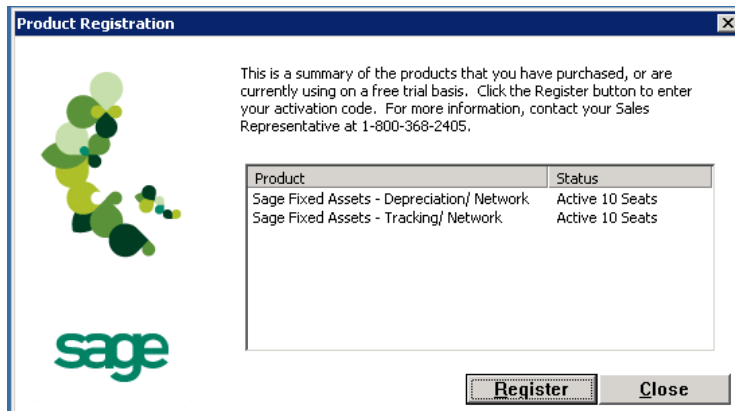 Product Registration
This is a summary of the products that you have purchased, or are
currently using on a free trial basis.  Click the Register button to enter
your activation code.  For more information, contact your Sales
Representative at 1-800-368-2405.
Product Status
Sage Fixed Assets - Depreciation/ Network Active 10 Seats
Sage Fixed Assets - Tracking/ Network Active 10 Seats
sage
Register Close